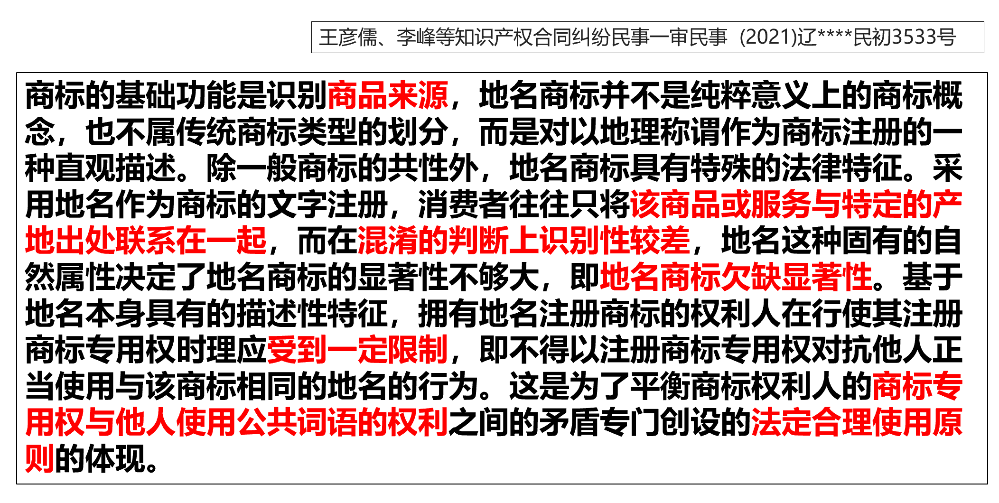 王彦儒、李峰等知识产权合同纠纷民事一审民事 (2021)辽****民初3533号
商标的基础功能是识别商品来源，地名商标并不是纯粹意义上的商标概
念，也不属传统商标类型的划分，而是对以地理称谓作为商标注册的一
种直观描述。除一般商标的共性外，地名商标具有特殊的法律特征。采
用地名作为商标的文字注册，消费者往往只将该商品或服务与特定的产
地出处联系在一起，而在混淆的判断上识别性较差，地名这种固有的自
然属性决定了地名商标的显著性不够大，即地名商标欠缺显著性。基于
地名本身具有的描述性特征，拥有地名注册商标的权利人在行使其注册
商标专用权时理应受到一定限制，即不得以注册商标专用权对抗他人正
当使用与该商标相同的地名的行为。这是为了平衡商标权利人的商标专
用权与他人使用公共词语的权利之间的矛盾专门创设的法定合理使用原
则的体现。